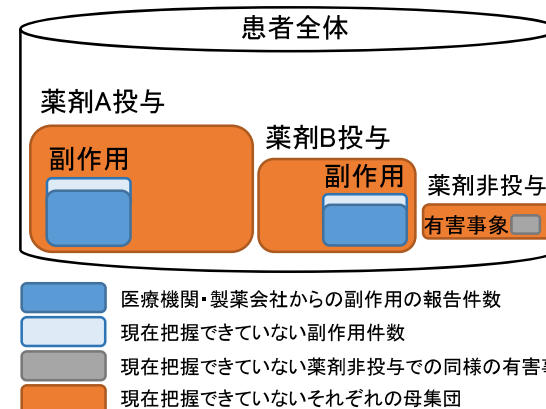 患者全体
薬剤A投与
副作用
薬剤B投与
副作用
薬剤非投与
有害事象
医療機関・製薬会社からの副作用の報告件数
現在把握できていない副作用件数
現在把握できていない薬剤非投与での同様の有害
現在把握できていないそれぞれの母集団